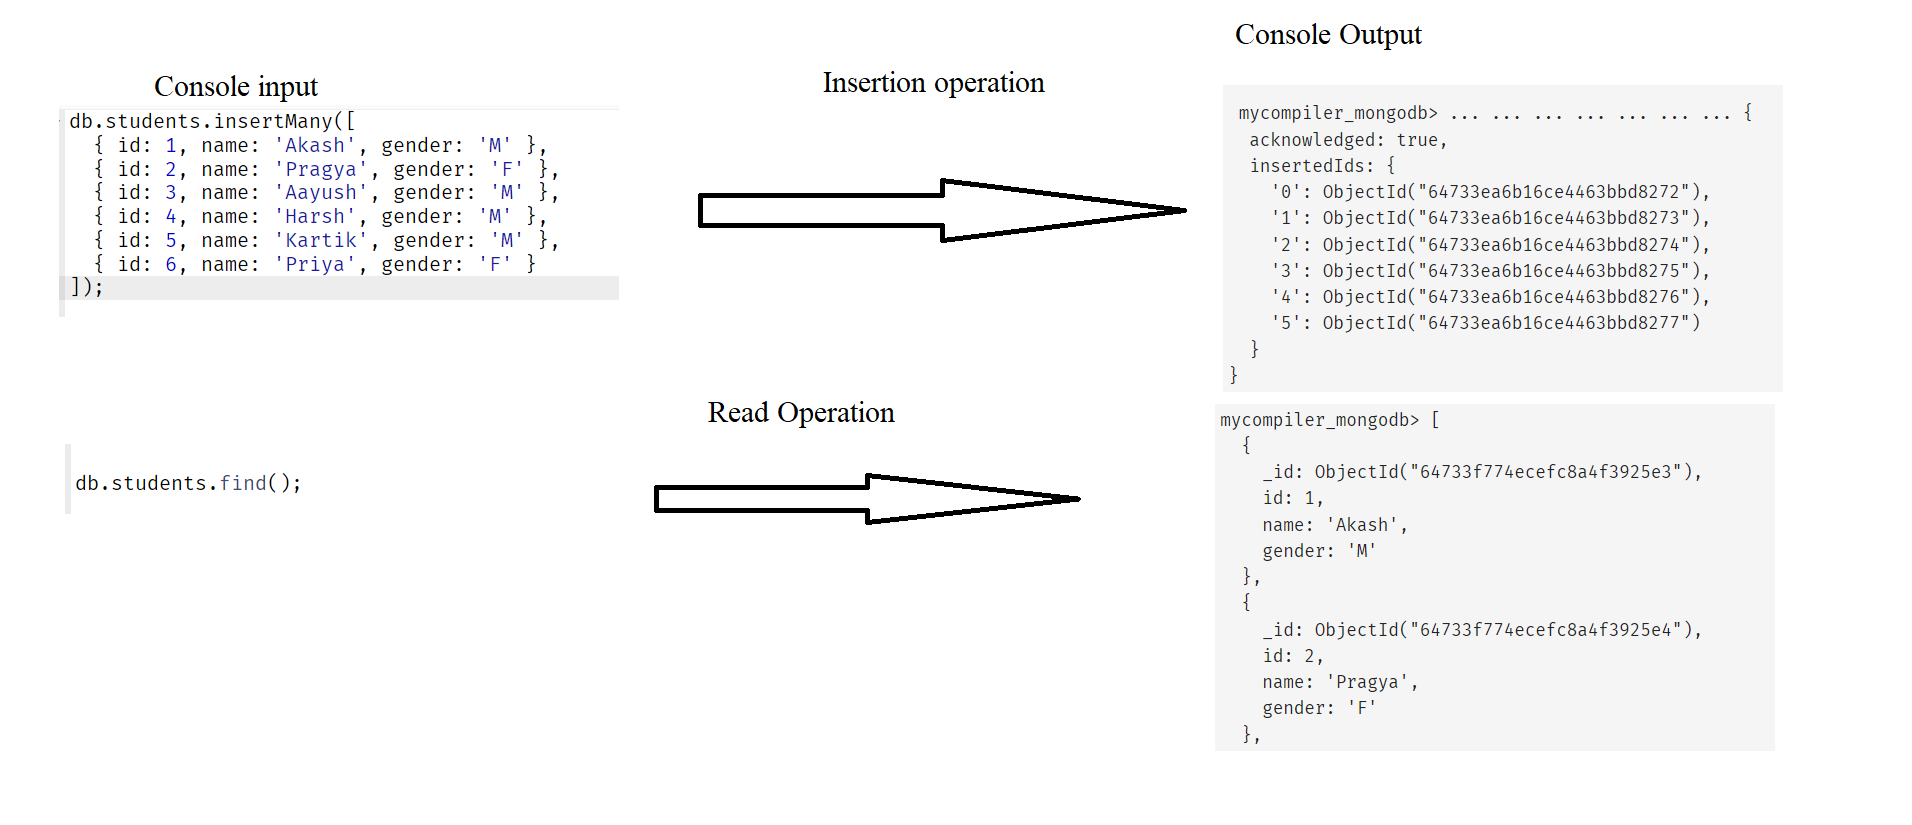 Console Output
Console input
Insertion operation
db.students.insertMany([
{ id: 1, name: 'Akash', gender: 'M' },
{ id: 2, name: 'Pragya', gender: 'F' },
{ id: 3, name: 'Aayush', gender: 'M' },
{ id: 4, name: 'Harsh', gender: 'M' },
{ id: 5, name: 'Kartik', gender: 'M' },
{ id: 6, name: 'Priya', gender: 'F' }
]);
mycompiler_mongodb> ... ... ... ... ... ... ... {
acknowledged: true,
insertedIds: {
'0': ObjectId("64733ea6b16ce4463bbd8272"),
'1': ObjectId("64733ea6b16ce4463bbd8273"),
'2': ObjectId("64733ea6b16ce4463bbd8274"),
'3': ObjectId("64733ea6b16ce4463bbd8275"),
'4': ObjectId("64733ea6b16ce4463bbd8276"),
'5': ObjectId("64733ea6b16ce4463bbd8277")
}
}
Read Operation
db.students.find();
mycompiler_mongodb> [
{
_id: ObjectId("64733f774ecefc8a4f3925e3"),
id: 1,
name: 'Akash',
gender: 'M'
},
{
_id: ObjectId("64733f774ecefc8a4f3925e4"),
id: 2,
name: 'Pragya',
gender: 'F'
},